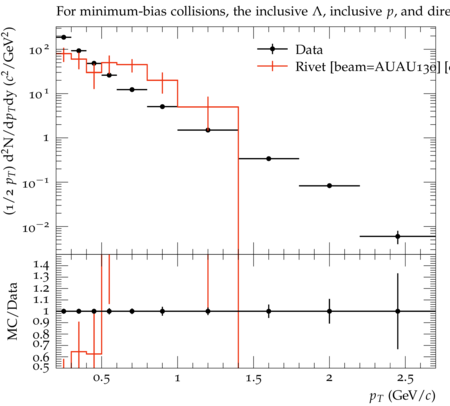 For minimum-bias collisions, the inclusive Λ, inclusive p, and dire
(1/2 p_T) d²N/dp_Tdy (c²/GeV²)
10²
10¹
1
10⁻¹
10⁻²
Data
Rivet [beam=AUAU130] [c
MC/Data
1.4
1.3
1.2
1.1
1
0.9
0.8
0.7
0.6
0.5
0.5 1 1.5 2 2.5
p_T (GeV/c)